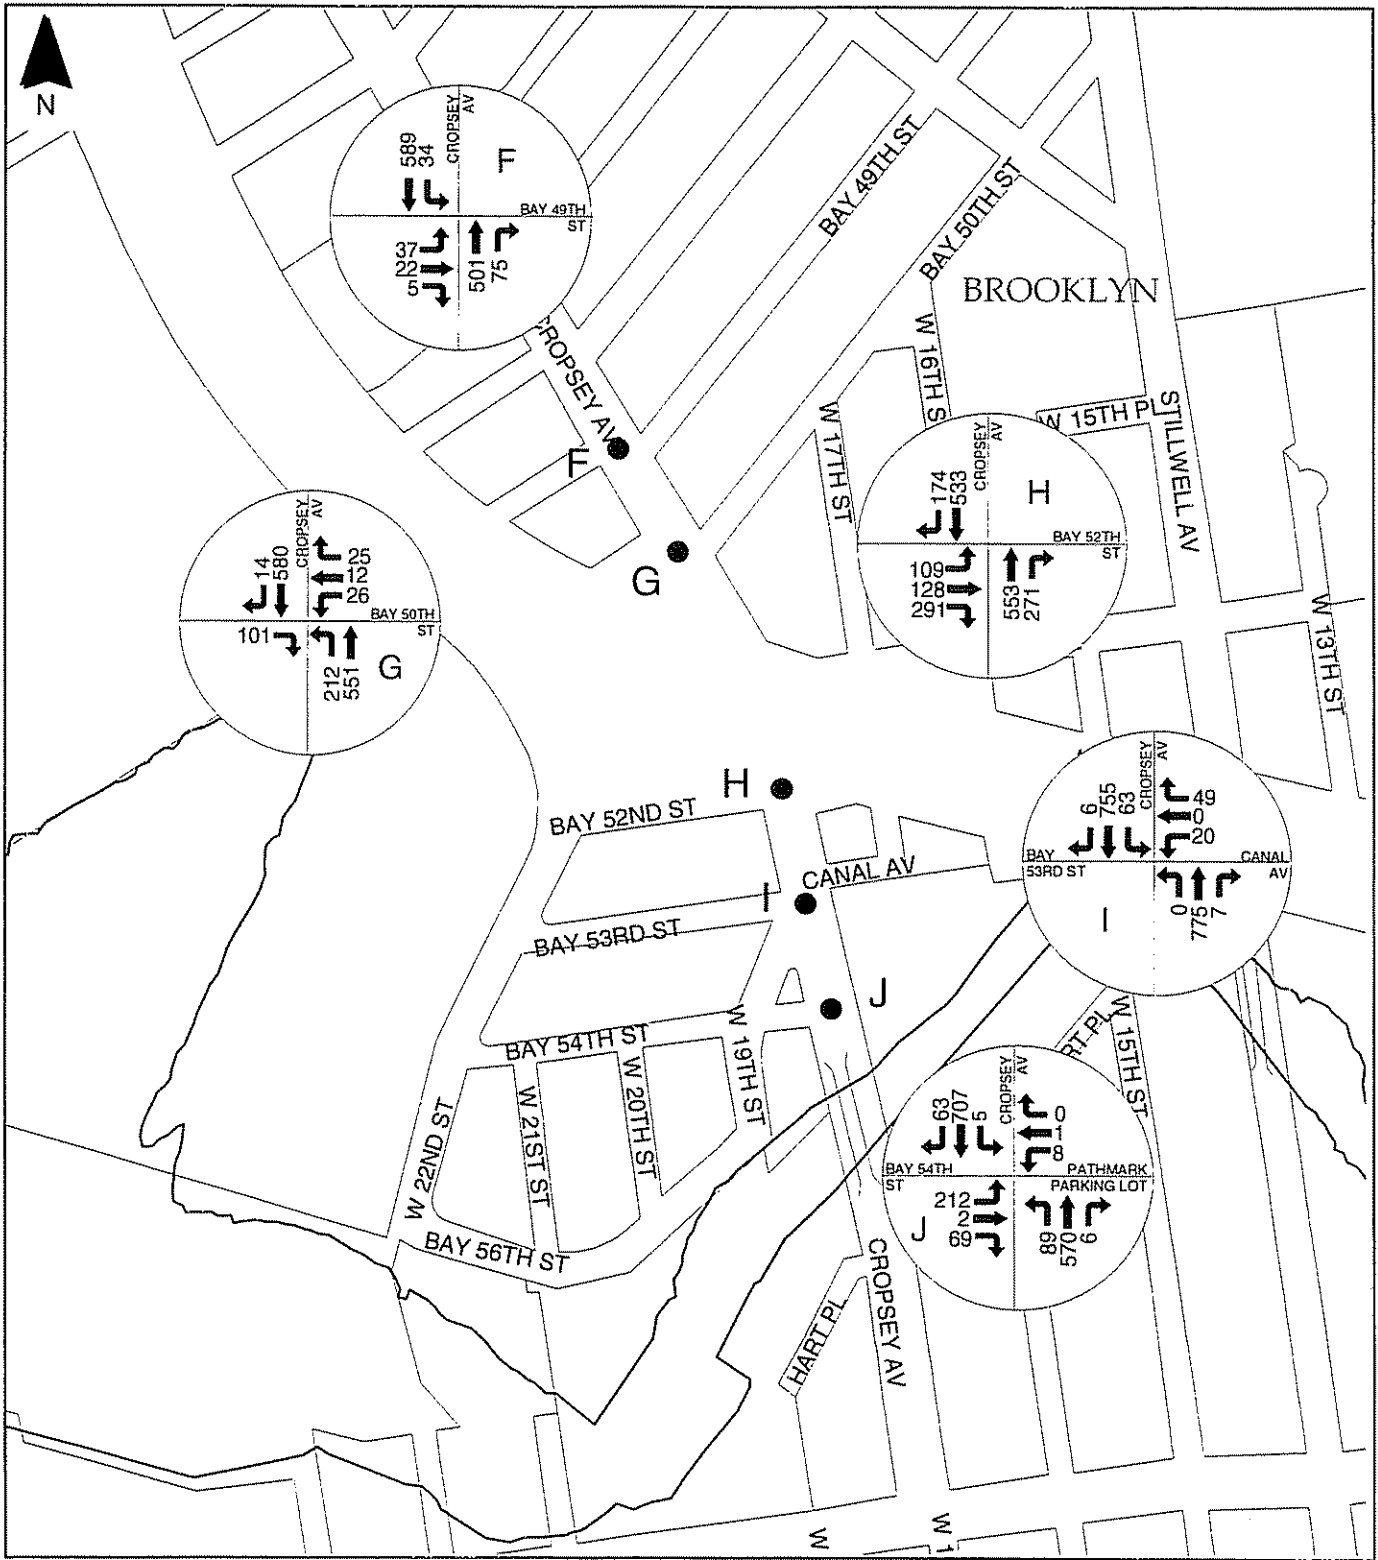 N
589
34
CROPSEY
AV
F
BAY 49TH
ST
37
22
5
501
75
BAY 49TH ST
BAY 50TH ST
BROOKLYN
CROPSEY AV
F
W 16TH S
W 15TH PL
STILLWELL AV
W 17TH ST
174
533
CROPSEY
AV
H
BAY 52TH
ST
109
128
291
553
271
14
580
CROPSEY
AV
25
12
26
BAY 50TH
ST
101
212
551
G
G
W 13TH ST
H
BAY 52ND ST
6
755
63
CROPSEY
AV
49
0
20
BAY
53RD ST
CANAL
AV
0
775
7
I
I
CANAL AV
BAY 53RD ST
J
BAY 54TH ST
W 19TH ST
RT PL
W 15TH ST
63
707
5
CROPSEY
AV
0
1
8
BAY 54TH
ST
PATHMARK
PARKING LOT
212
2
69
J
89
570
6
W 22ND ST
W 21ST ST
W 20TH ST
BAY 56TH ST
HART PL
CROPSEY AV
W
W 1